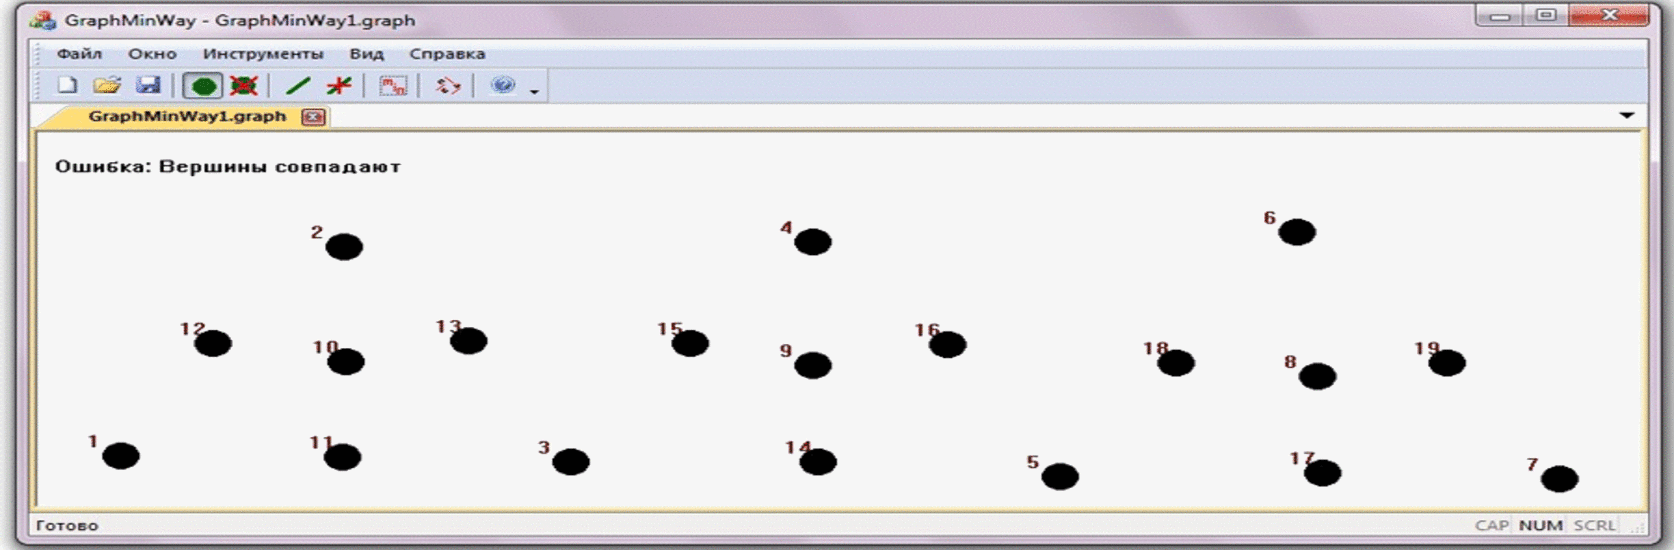 GraphMinWay - GraphMinWay1.graph
Файл Окно Инструменты Вид Справка
min
GraphMinWay1.graph
Ошибка: Вершины совпадают
2 4 6
12 10 13 15 9 16 18 8 19
1 11 3 14 5 17 7
Готово CAP NUM SCRL